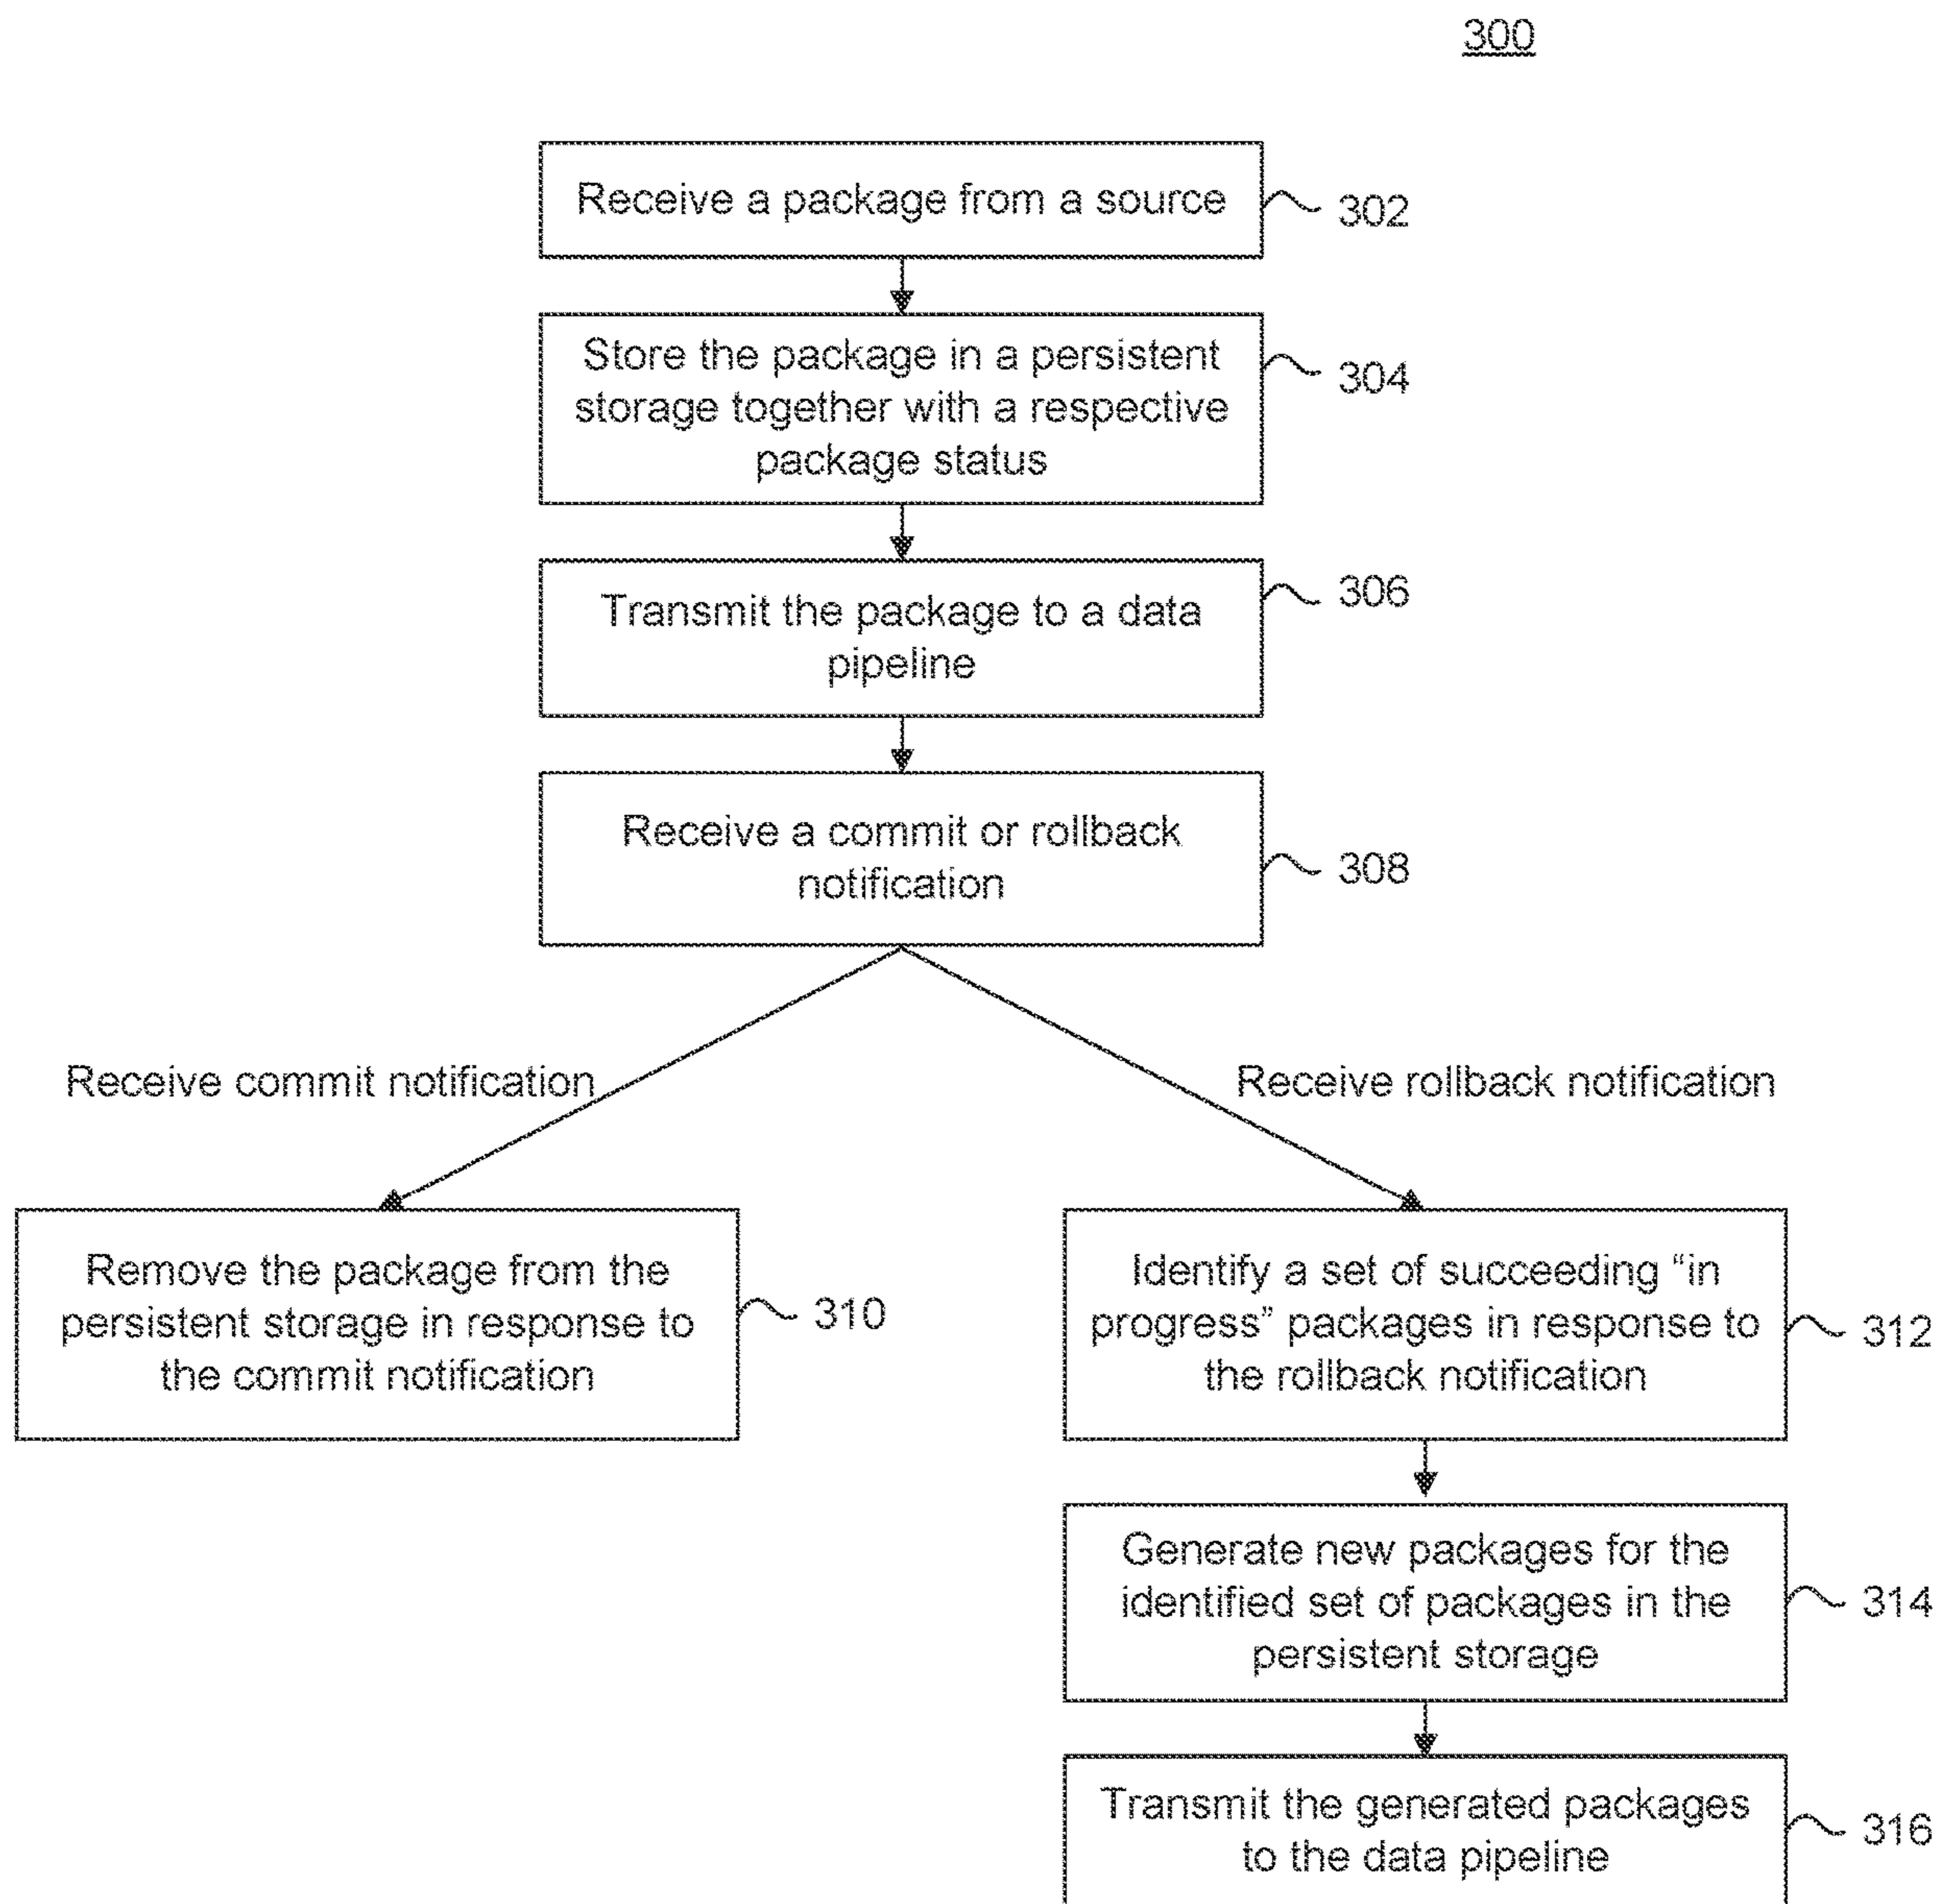 300
Receive a package from a source
302
Store the package in a persistent
storage together with a respective
package status
304
Transmit the package to a data
pipeline
306
Receive a commit or rollback
notification
308
Receive commit notification
Receive rollback notification
Remove the package from the
persistent storage in response to
the commit notification
310
Identify a set of succeeding “in
progress” packages in response to
the rollback notification
312
Generate new packages for the
identified set of packages in the
persistent storage
314
Transmit the generated packages
to the data pipeline
316